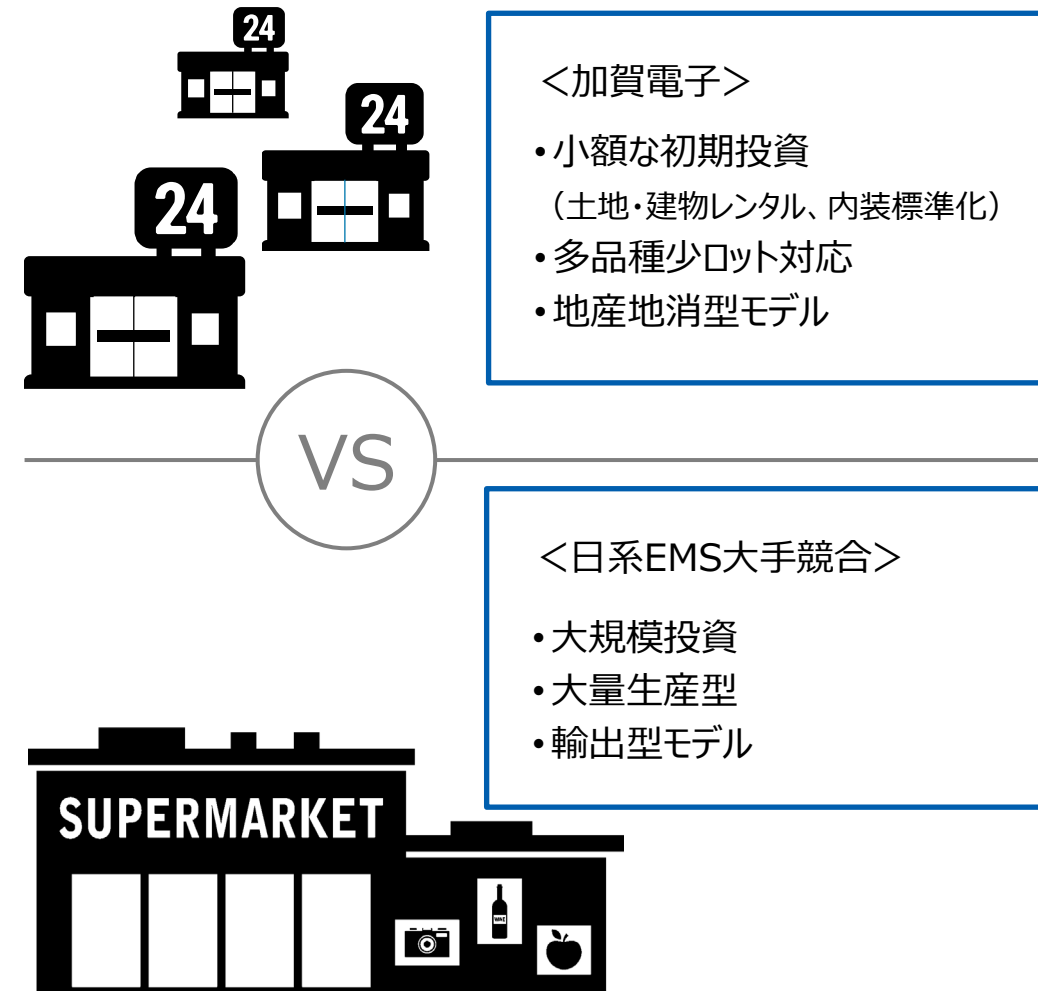 24
24
24
＜加賀電子＞
•小額な初期投資
（土地・建物レンタル、内装標準化）
•多品種少ロット対応
•地産地消型モデル
VS
＜日系EMS大手競合＞
•大規模投資
•大量生産型
•輸出型モデル
SUPERMARKET
WINE